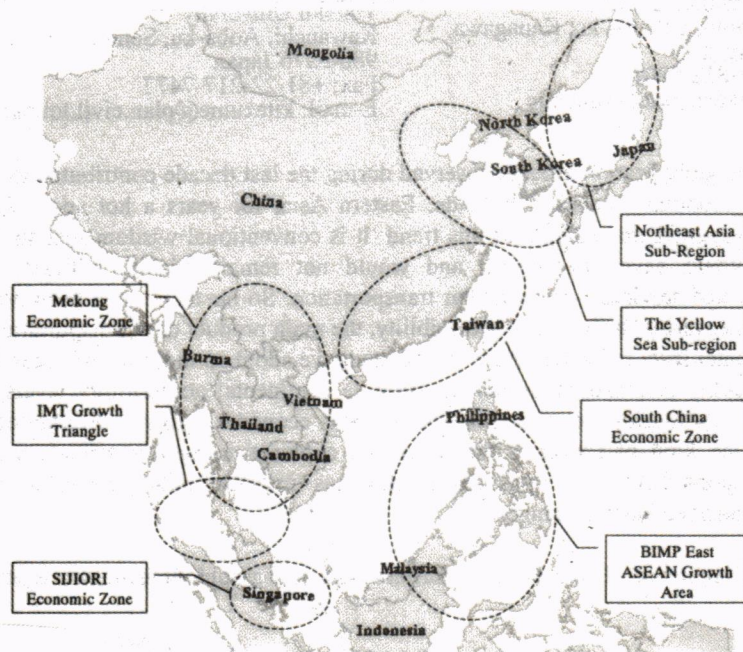 Mongolia
North Korea
South Korea
Japan
China
Northeast Asia
Sub-Region
Mekong
Economic Zone
The Yellow
Sea Sub-region
Taiwan
Burma
Vietnam
IMT Growth
Triangle
Thailand
Philippines
South China
Economic Zone
Cambodia
BIMP East
ASEAN Growth
Area
Malaysia
SIJIORI
Economic Zone
Singapore
Indonesia